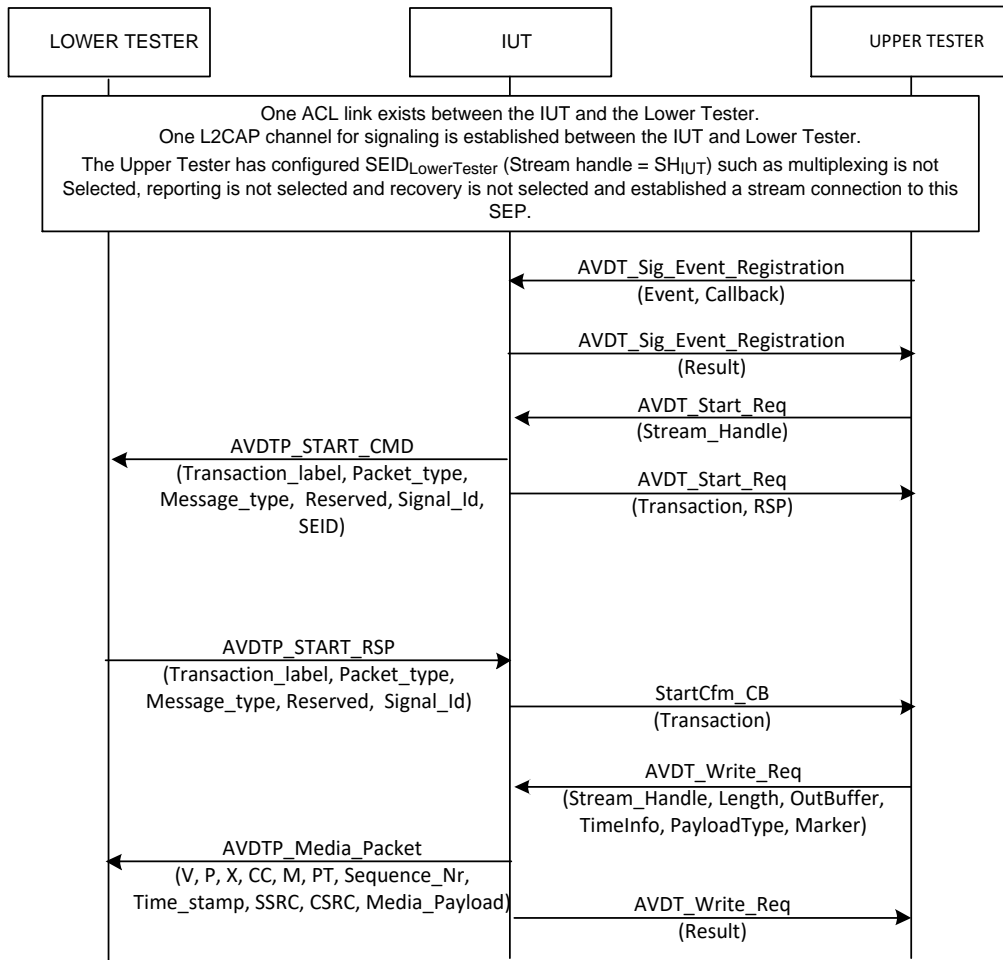 LOWER TESTER
IUT
UPPER TESTER
One ACL link exists between the IUT and the Lower Tester.
One L2CAP channel for signaling is established between the IUT and Lower Tester.
The Upper Tester has configured SEIDLowerTester (Stream handle = SHIUT) such as multiplexing is not
Selected, reporting is not selected and recovery is not selected and established a stream connection to this
SEP.
AVDT_Sig_Event_Registration
(Event, Callback)
AVDT_Sig_Event_Registration
(Result)
AVDT_Start_Req
(Stream_Handle)
AVDTP_START_CMD
(Transaction_label, Packet_type,
Message_type, Reserved, Signal_Id,
SEID)
AVDT_Start_Req
(Transaction, RSP)
AVDTP_START_RSP
(Transaction_label, Packet_type,
Message_type, Reserved, Signal_Id)
StartCfm_CB
(Transaction)
AVDT_Write_Req
(Stream_Handle, Length, OutBuffer,
TimeInfo, PayloadType, Marker)
AVDTP_Media_Packet
(V, P, X, CC, M, PT, Sequence_Nr,
Time_stamp, SSRC, CSRC, Media_Payload)
AVDT_Write_Req
(Result)